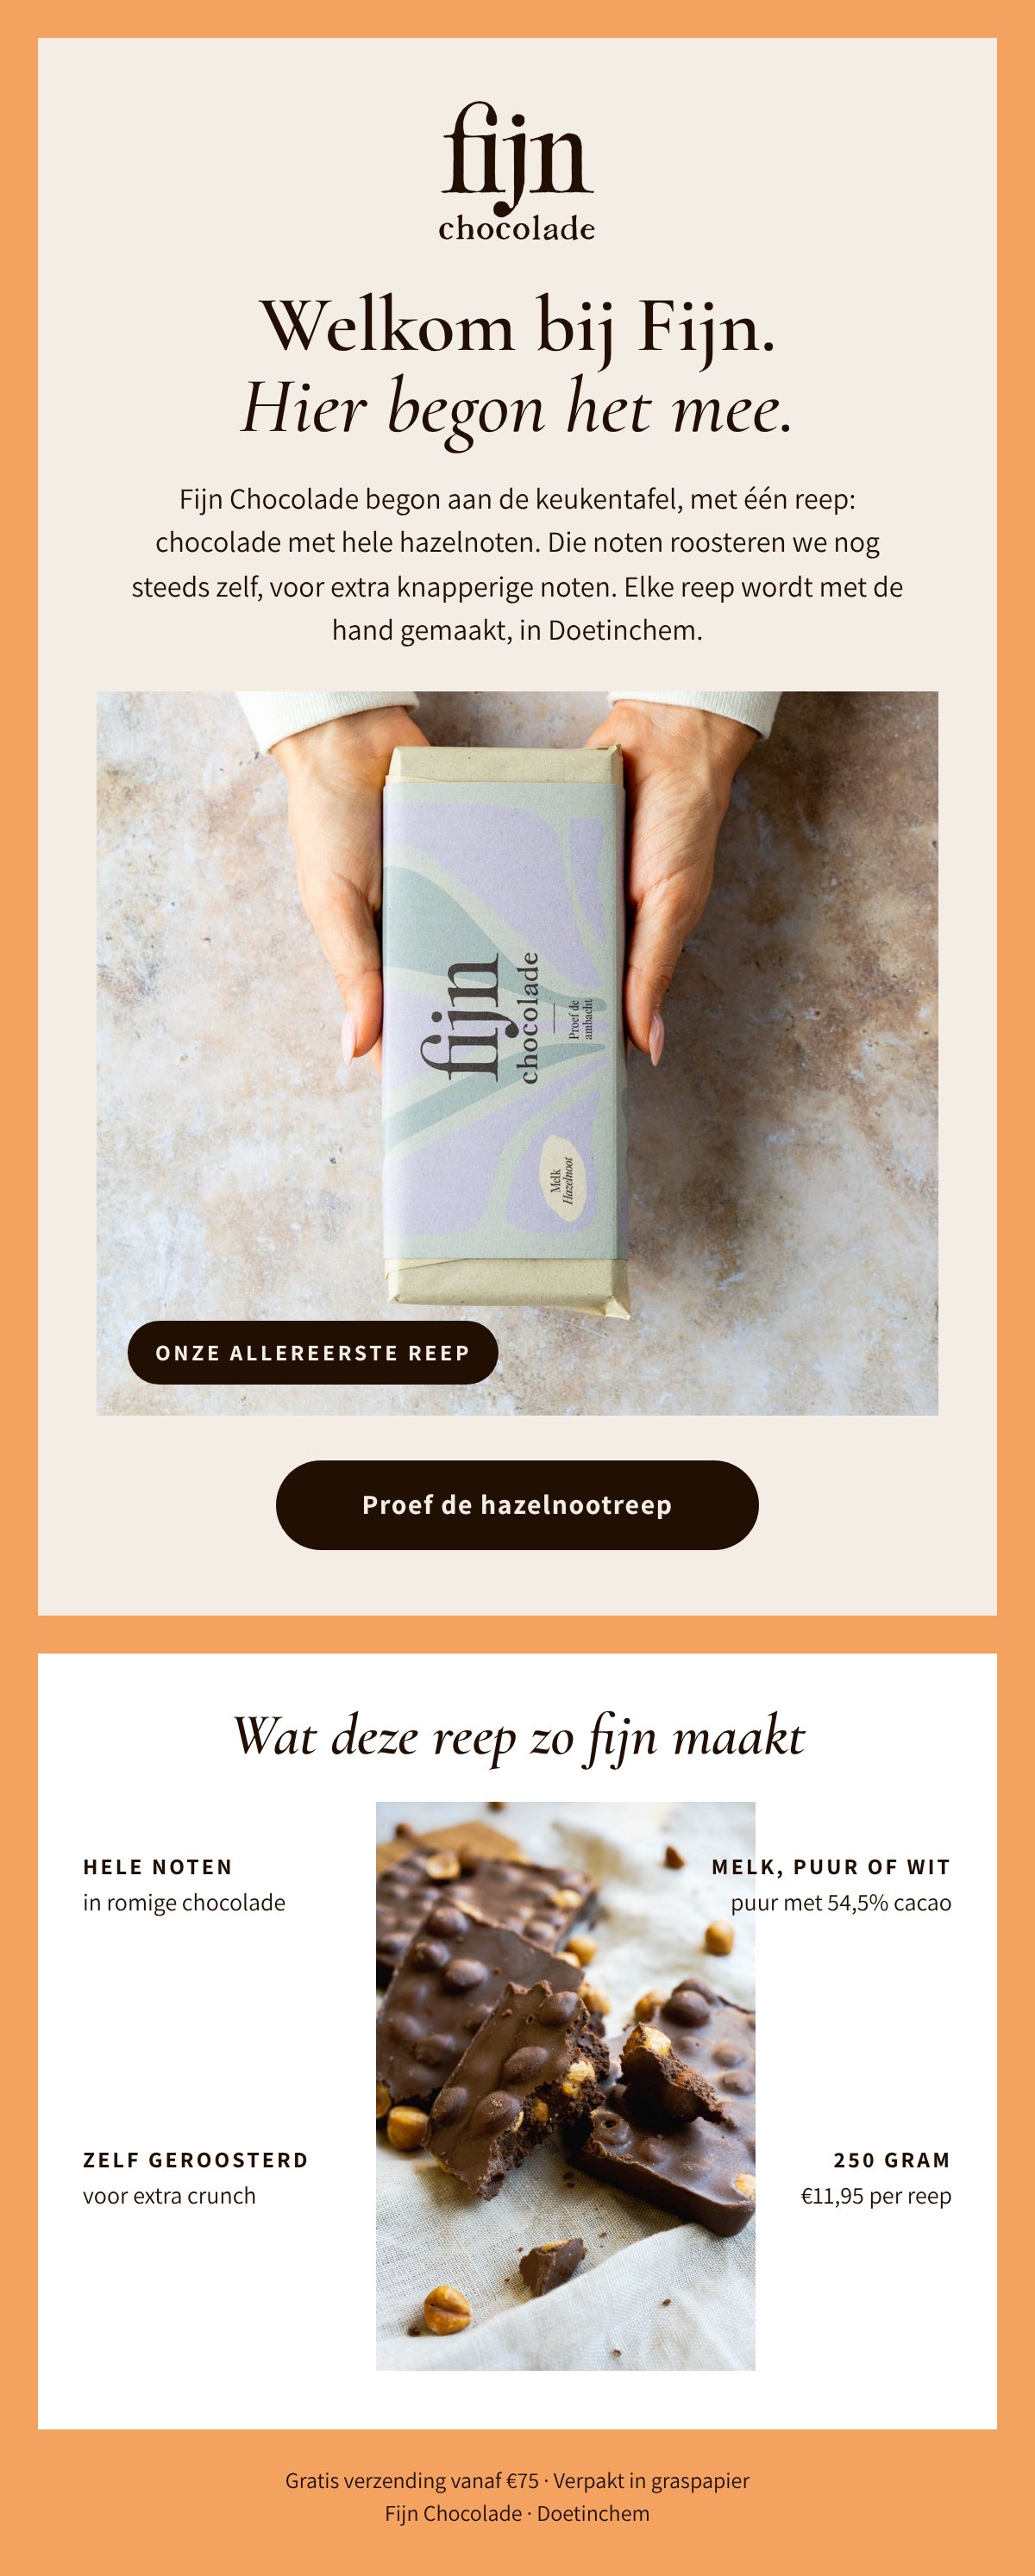 fijn
chocolade
Welkom bij Fijn.
Hier begon het mee.
Fijn Chocolade begon aan de keukentafel, met één reep:
chocolade met hele hazelnoten. Die noten roosteren we nog
steeds zelf, voor extra knapperige noten. Elke reep wordt met de
hand gemaakt, in Doetinchem.
fijn
chocolade
Proef de
ambacht
Melk
Hazelnoot
ONZE ALLEREERSTE REEP
Proef de hazelnootreep
Wat deze reep zo fijn maakt
HELE NOTEN
in romige chocolade
MELK, PUUR OF WIT
puur met 54,5% cacao
ZELF GEROOSTERD
voor extra crunch
250 GRAM
€11,95 per reep
Gratis verzending vanaf €75 · Verpakt in graspapier
Fijn Chocolade · Doetinchem